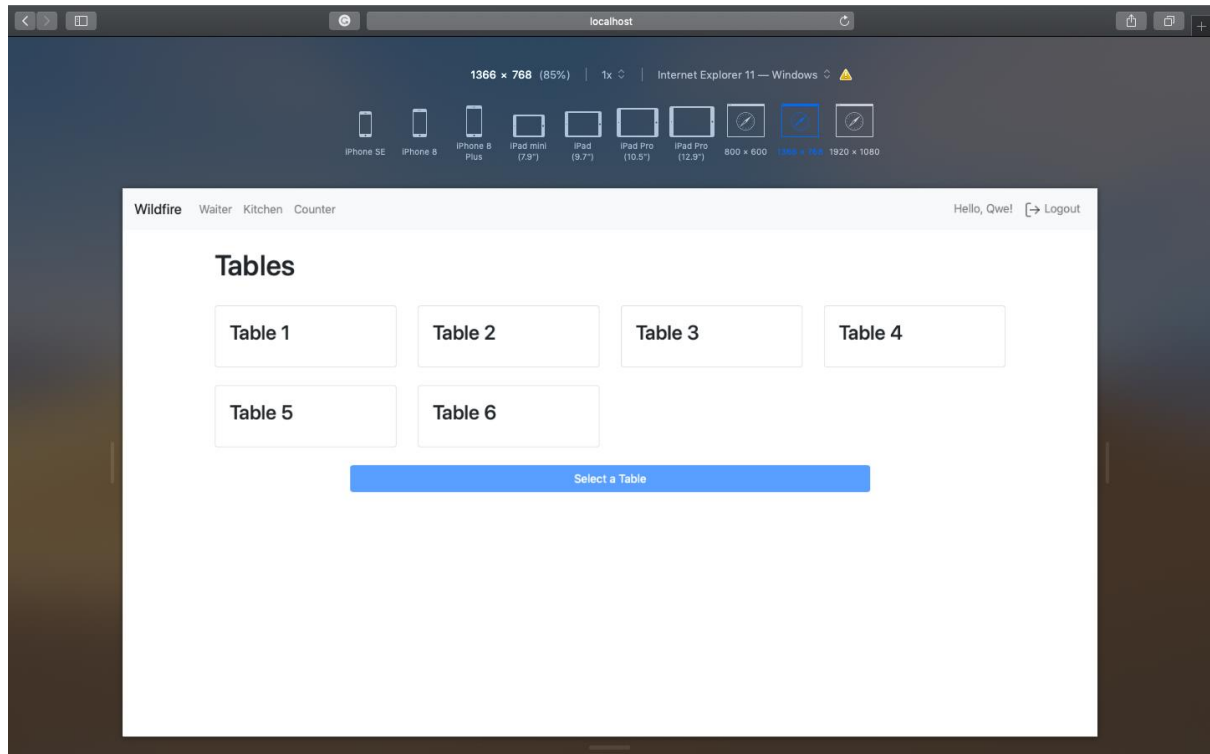 localhost
1366 × 768 (85%) 1x Internet Explorer 11 — Windows
iPhone SE iPhone 8 iPhone 8 Plus iPad mini (7.9") iPad (9.7") iPad Pro (10.5") iPad Pro (12.9") 800 × 600 1366 × 768 1920 × 1080
Wildfire Waiter Kitchen Counter Hello, Qwe! Logout
Tables
Table 1 Table 2 Table 3 Table 4
Table 5 Table 6
Select a Table